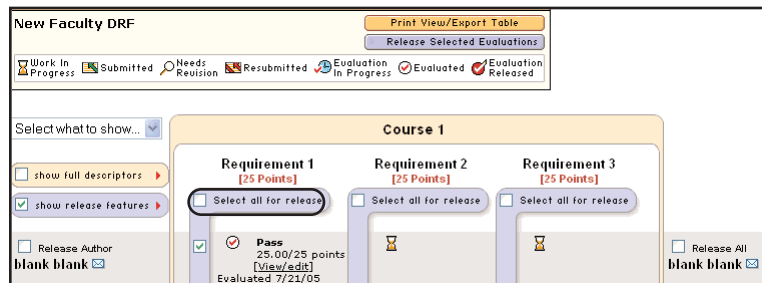 New Faculty DRF
Print View/Export Table
Release Selected Evaluations
Work In Progress
Submitted
Needs Revision
Resubmitted
Evaluation In Progress
Evaluated
Evaluation Released
Select what to show...
Course 1
show full descriptors
show release features
Requirement 1
[25 Points]
Select all for release
Requirement 2
[25 Points]
Select all for release
Requirement 3
[25 Points]
Select all for release
Release Author
blank blank
Pass
25.00/25 points
[View/edit]
Evaluated 7/21/05
Release All
blank blank